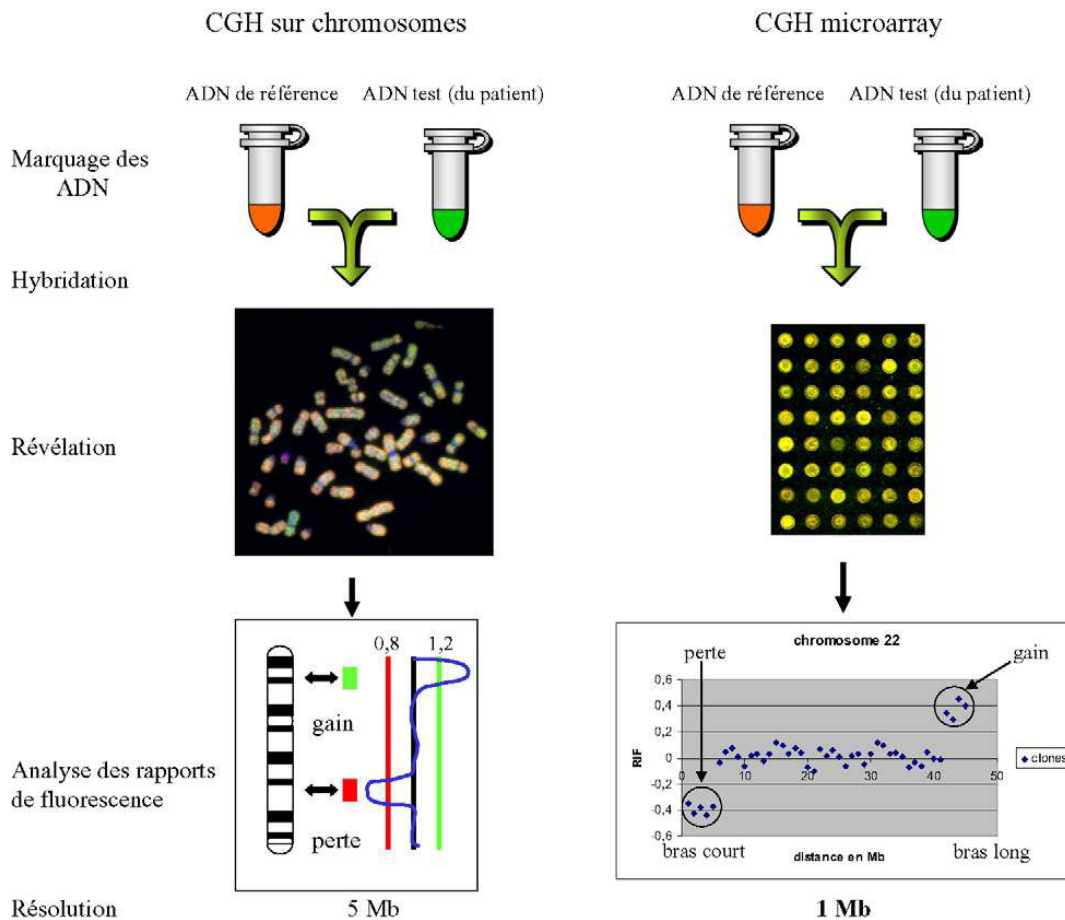 CGH sur chromosomes
CGH microarray
ADN de référence
ADN test (du patient)
ADN de référence
ADN test (du patient)
Marquage des
ADN
Hybridation
Révélation
Analyse des rapports
de fluorescence
0,8
1,2
gain
perte
chromosome 22
perte
gain
0,6
0,4
0,2
0
-0,2
-0,4
-0,6
RIF
0
10
20
30
40
50
clones
bras court
distance en Mb
bras long
Résolution
5 Mb
1 Mb